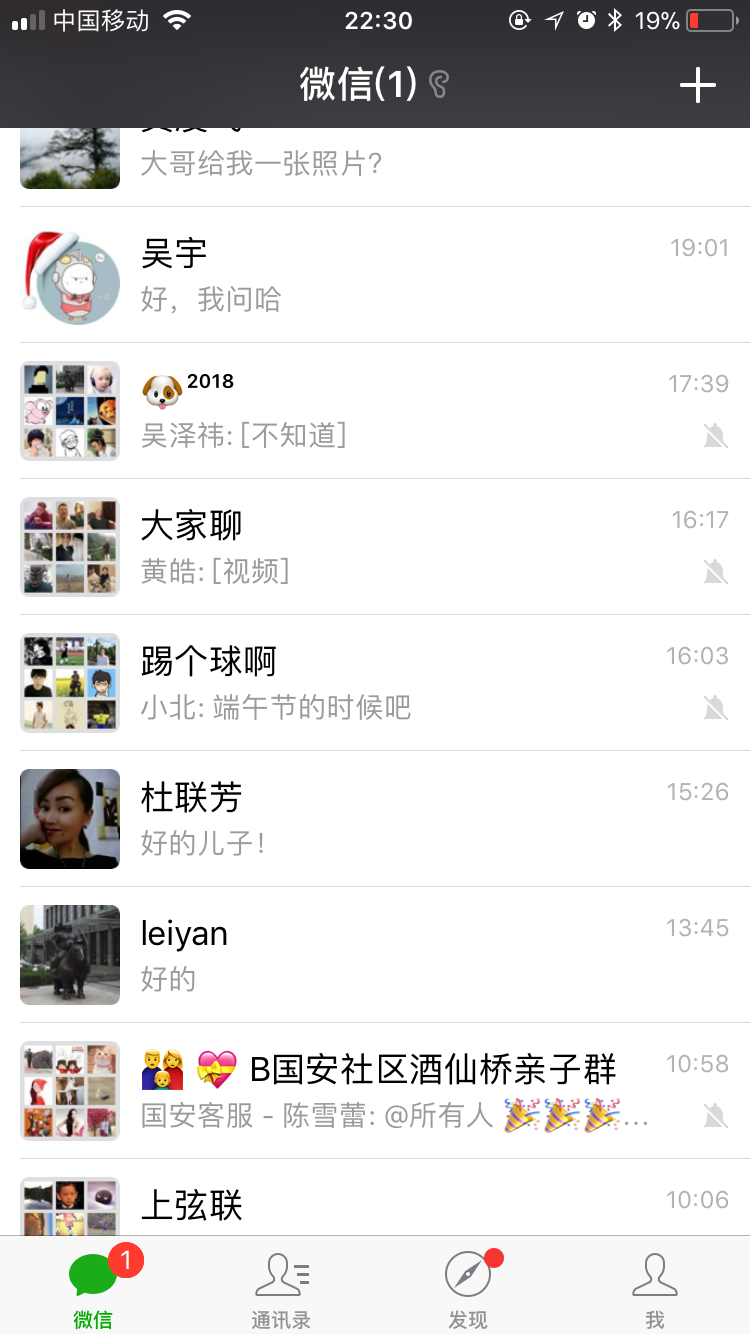 中国移动 22:30 19%
微信(1)
大哥给我一张照片?
吴宇 19:01
好，我问哈
🐶²⁰¹⁸ 17:39
吴泽祎: [不知道]
大家聊 16:17
黄皓: [视频]
踢个球啊 16:03
小北: 端午节的时候吧
杜联芳 15:26
好的儿子！
leiyan 13:45
好的
👨‍👩‍👦 💝 B国安社区酒仙桥亲子群 10:58
国安客服 - 陈雪蕾: @所有人 🎉🎉🎉...
上弦联 10:06
1
微信 通讯录 发现 我